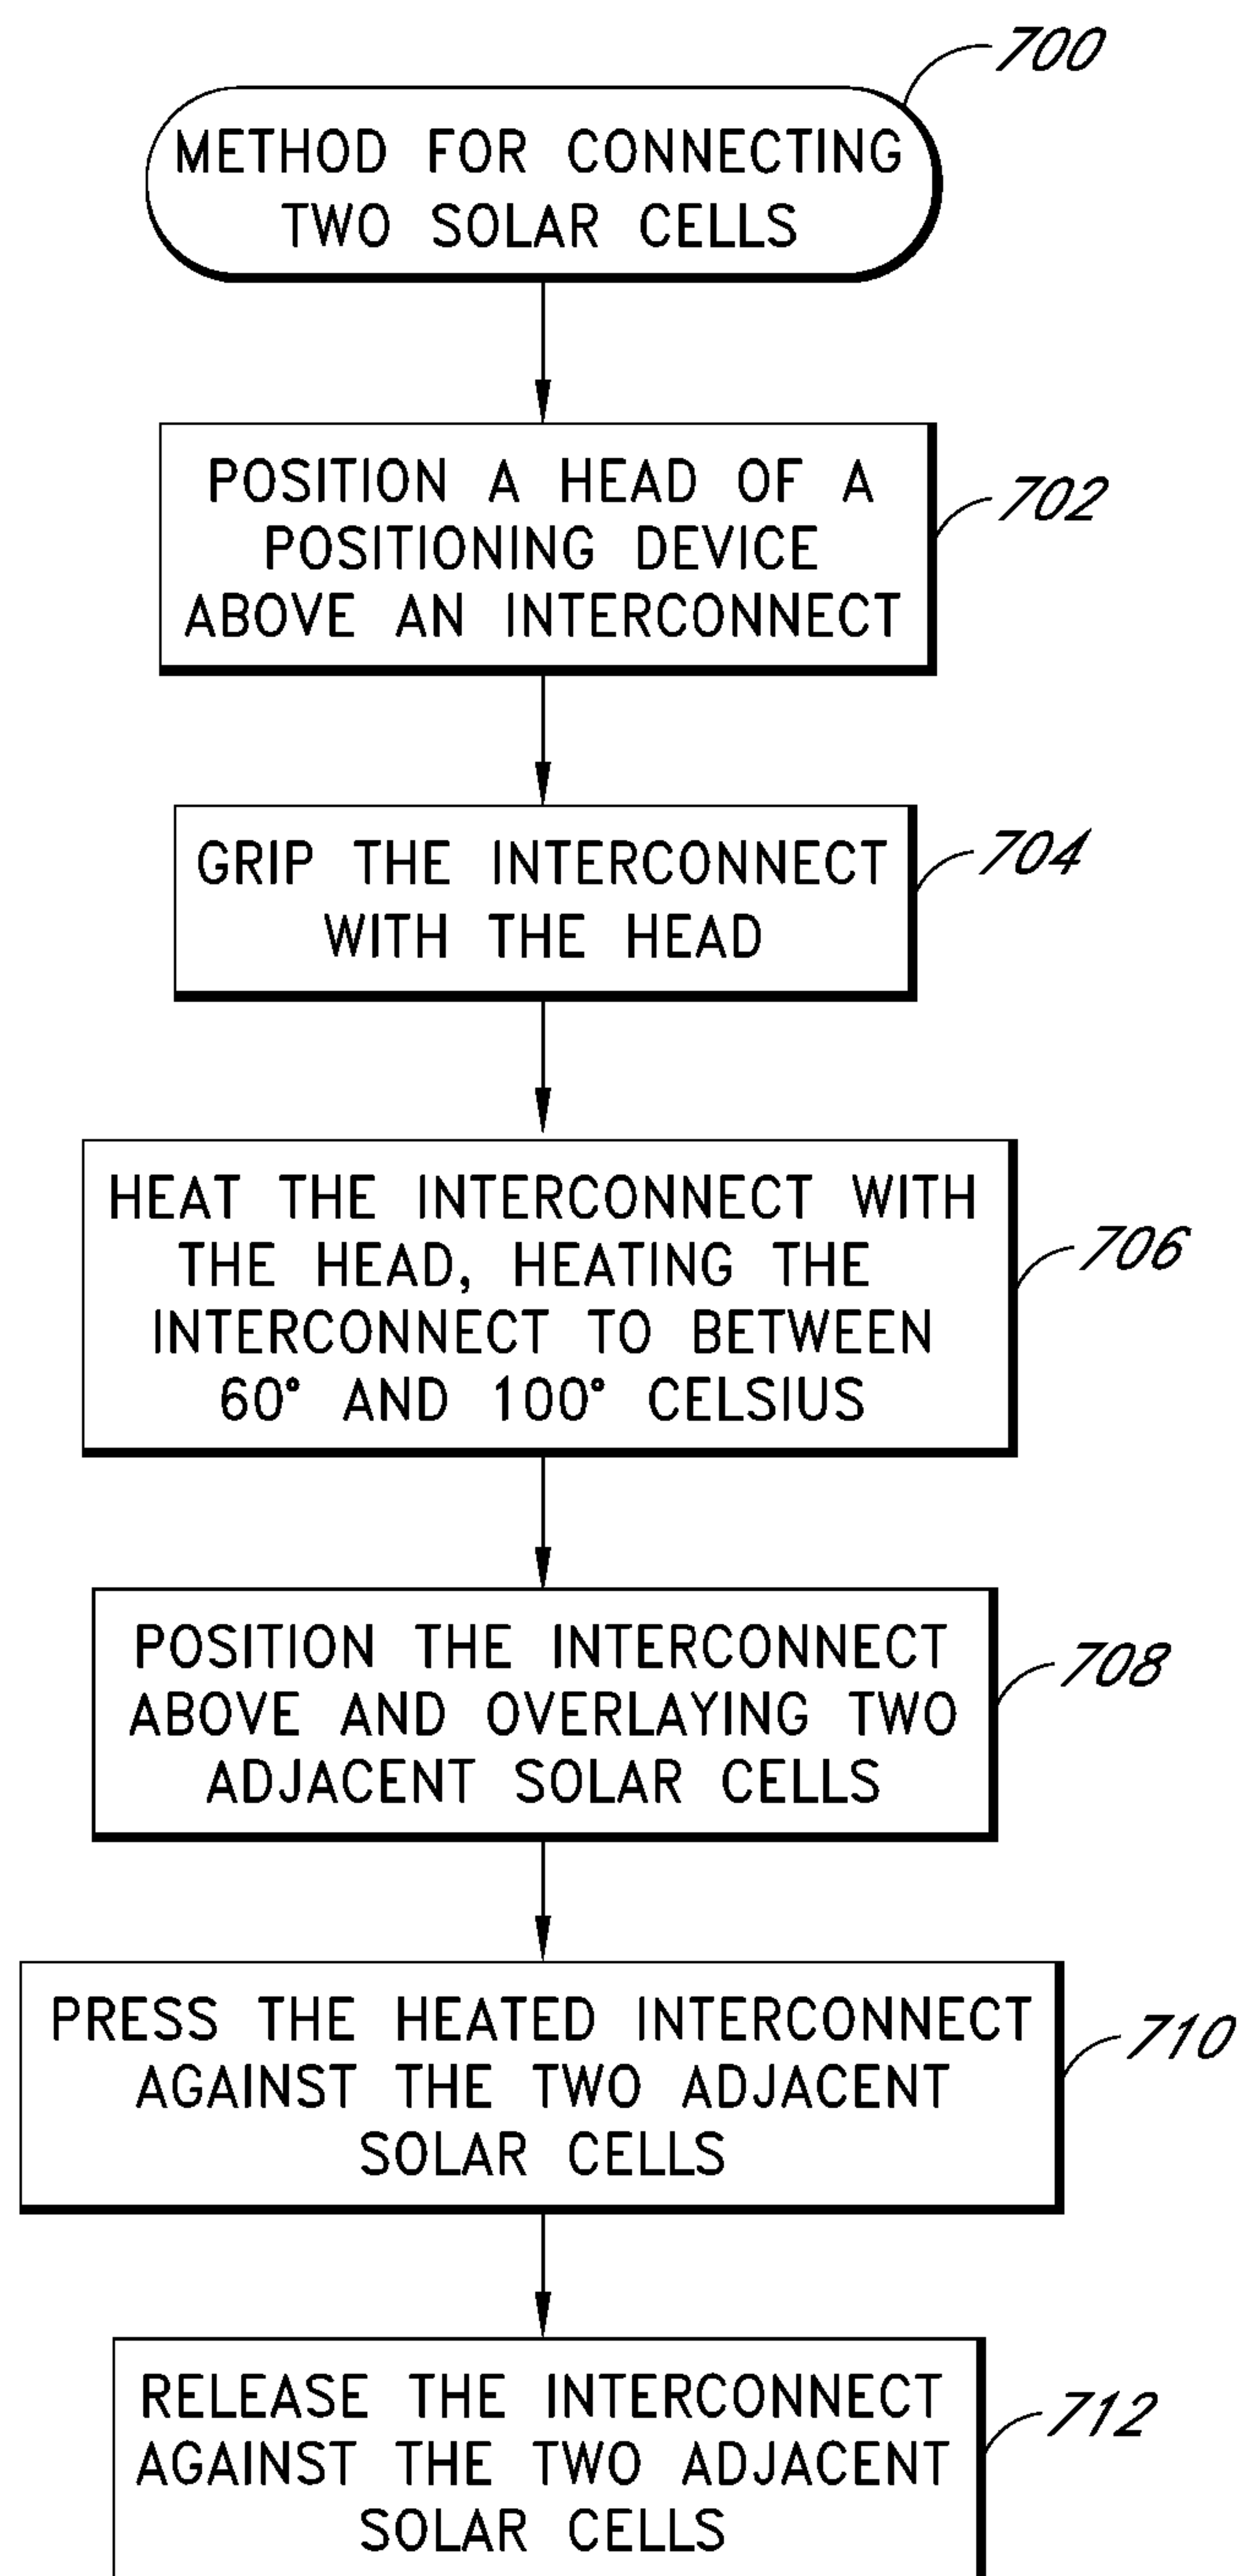 700
METHOD FOR CONNECTING
TWO SOLAR CELLS
POSITION A HEAD OF A
POSITIONING DEVICE
ABOVE AN INTERCONNECT
702
GRIP THE INTERCONNECT
WITH THE HEAD
704
HEAT THE INTERCONNECT WITH
THE HEAD, HEATING THE
INTERCONNECT TO BETWEEN
60° AND 100° CELSIUS
706
POSITION THE INTERCONNECT
ABOVE AND OVERLAYING TWO
ADJACENT SOLAR CELLS
708
PRESS THE HEATED INTERCONNECT
AGAINST THE TWO ADJACENT
SOLAR CELLS
710
RELEASE THE INTERCONNECT
AGAINST THE TWO ADJACENT
SOLAR CELLS
712